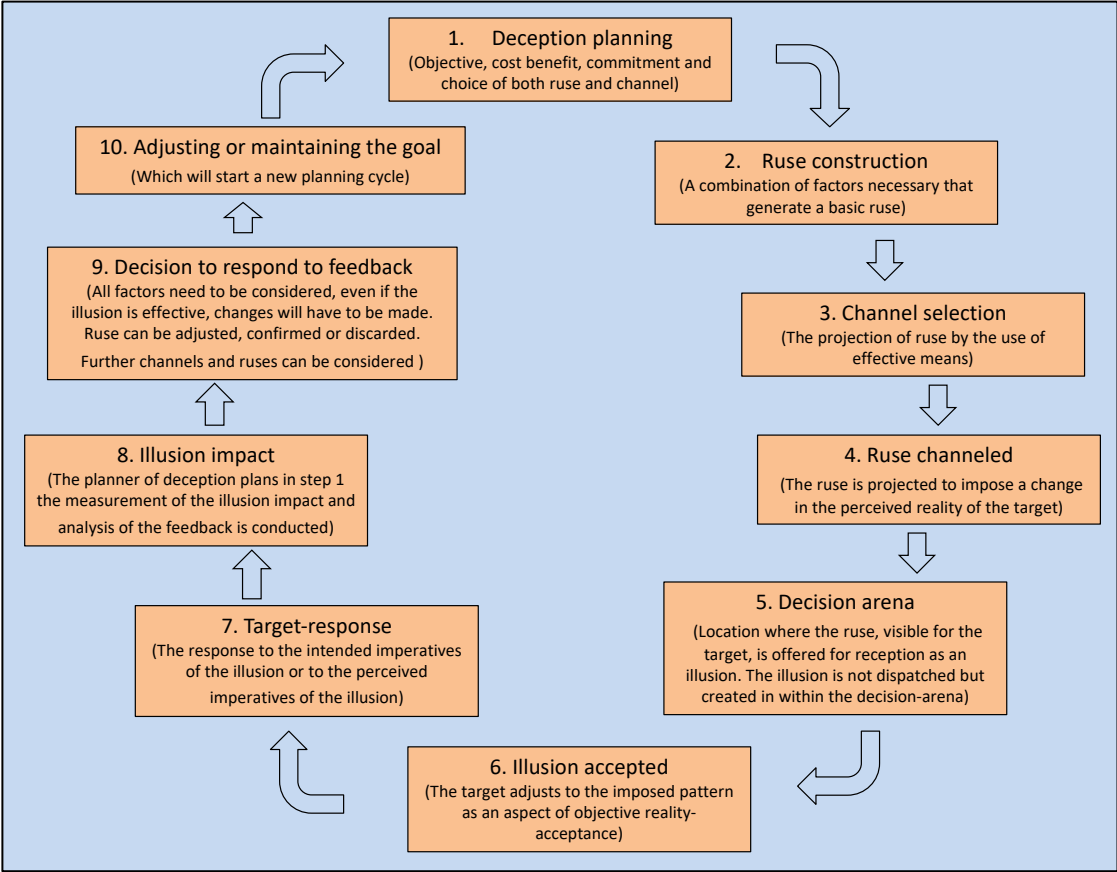 1. Deception planning
(Objective, cost benefit, commitment and
choice of both ruse and channel)
2. Ruse construction
(A combination of factors necessary that
generate a basic ruse)
3. Channel selection
(The projection of ruse by the use of
effective means)
4. Ruse channeled
(The ruse is projected to impose a change
in the perceived reality of the target)
5. Decision arena
(Location where the ruse, visible for the
target, is offered for reception as an
illusion. The illusion is not dispatched but
created in within the decision-arena)
6. Illusion accepted
(The target adjusts to the imposed pattern
as an aspect of objective reality-
acceptance)
7. Target-response
(The response to the intended imperatives
of the illusion or to the perceived
imperatives of the illusion)
8. Illusion impact
(The planner of deception plans in step 1
the measurement of the illusion impact and
analysis of the feedback is conducted)
9. Decision to respond to feedback
(All factors need to be considered, even if the
illusion is effective, changes will have to be made.
Ruse can be adjusted, confirmed or discarded.
Further channels and ruses can be considered )
10. Adjusting or maintaining the goal
(Which will start a new planning cycle)